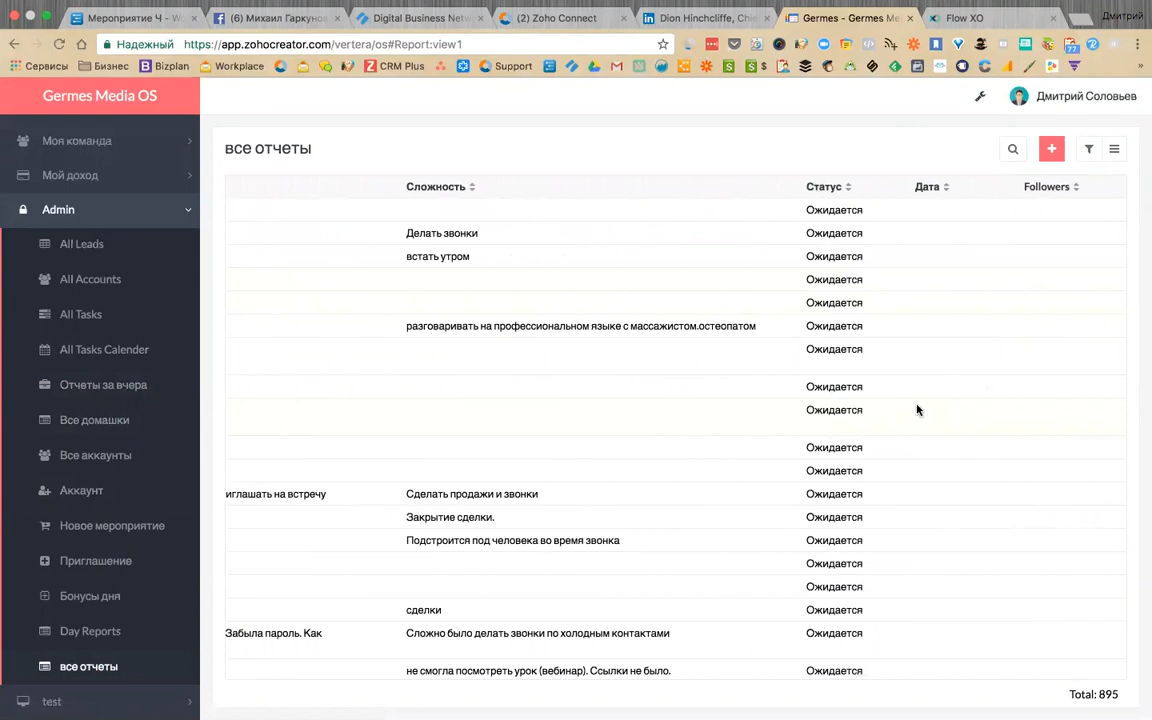 Мероприятие Ч - W
(6) Михаил Гаркунов
Digital Business Netw
(2) Zoho Connect
Dion Hinchcliffe, Chie
Germes - Germes Me
Flow XO
Дмитрий
Надежный
https://app.zohocreator.com/vertera/os#Report:view1
Сервисы
Бизнес
Bizplan
Workplace
CRM Plus
Support
Germes Media OS
Дмитрий Соловьев
Моя команда
Мой доход
Admin
All Leads
All Accounts
All Tasks
All Tasks Calender
Отчеты за вчера
Все домашки
Все аккаунты
Аккаунт
Новое мероприятие
Приглашение
Бонусы дня
Day Reports
все отчеты
test
все отчеты
Сложность Статус Дата Followers
Ожидается
Делать звонки Ожидается
встать утром Ожидается
Ожидается
Ожидается
разговаривать на профессиональном языке с массажистом.остеопатом Ожидается
Ожидается
Ожидается
Ожидается
Ожидается
Ожидается
иглашать на встречу Сделать продажи и звонки Ожидается
Закрытие сделки. Ожидается
Подстроится под человека во время звонка Ожидается
Ожидается
Ожидается
сделки Ожидается
Забыла пароль. Как Сложно было делать звонки по холодным контактами Ожидается
не смогла посмотреть урок (вебинар). Ссылки не было. Ожидается
Total: 895